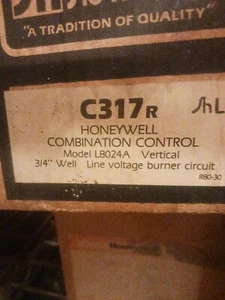 "A TRADITION OF QUALITY"
C317R
HONEYWELL
COMBINATION CONTROL
Model L8024A Vertical
3/4" Well Line voltage burner circuit
R80-30
Honeywell